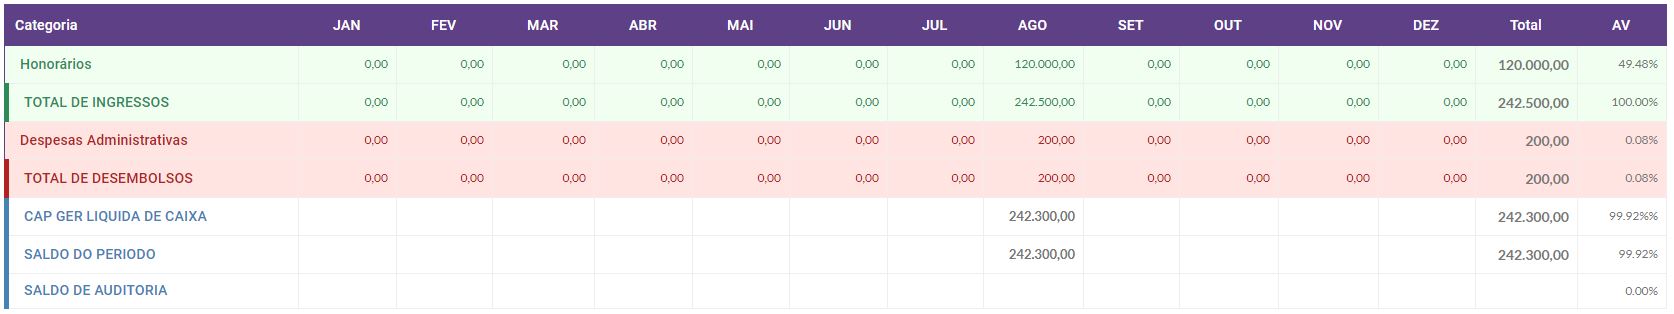 Categoria JAN FEV MAR ABR MAI JUN JUL AGO SET OUT NOV DEZ Total AV
Honorários 0,00 0,00 0,00 0,00 0,00 0,00 0,00 120.000,00 0,00 0,00 0,00 0,00 120.000,00 49.48%
TOTAL DE INGRESSOS 0,00 0,00 0,00 0,00 0,00 0,00 0,00 242.500,00 0,00 0,00 0,00 0,00 242.500,00 100.00%
Despesas Administrativas 0,00 0,00 0,00 0,00 0,00 0,00 0,00 200,00 0,00 0,00 0,00 0,00 200,00 0.08%
TOTAL DE DESEMBOLSOS 0,00 0,00 0,00 0,00 0,00 0,00 0,00 200,00 0,00 0,00 0,00 0,00 200,00 0.08%
CAP GER LIQUIDA DE CAIXA 242.300,00 242.300,00 99.92%%
SALDO DO PERIODO 242.300,00 242.300,00 99.92%
SALDO DE AUDITORIA 0.00%